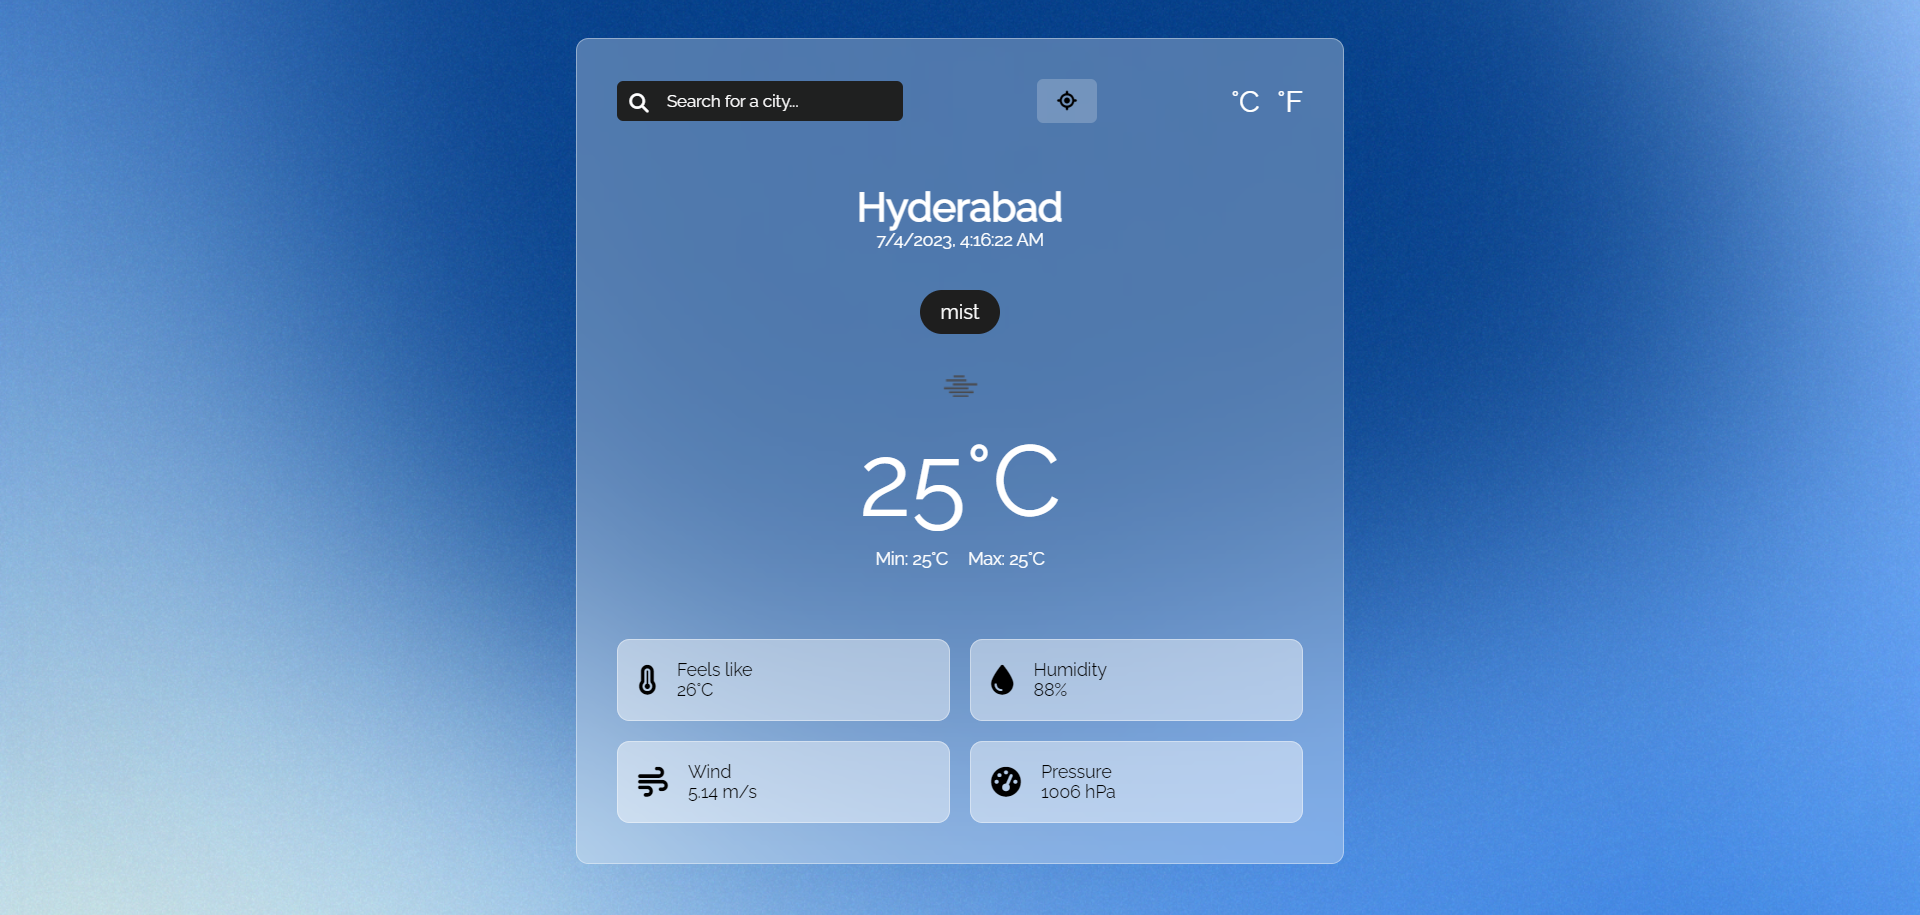 Search for a city...
°C °F
Hyderabad
7/4/2023, 4:16:22 AM
mist
25°C
Min: 25°C Max: 25°C
Feels like
26°C
Humidity
88%
Wind
5.14 m/s
Pressure
1006 hPa